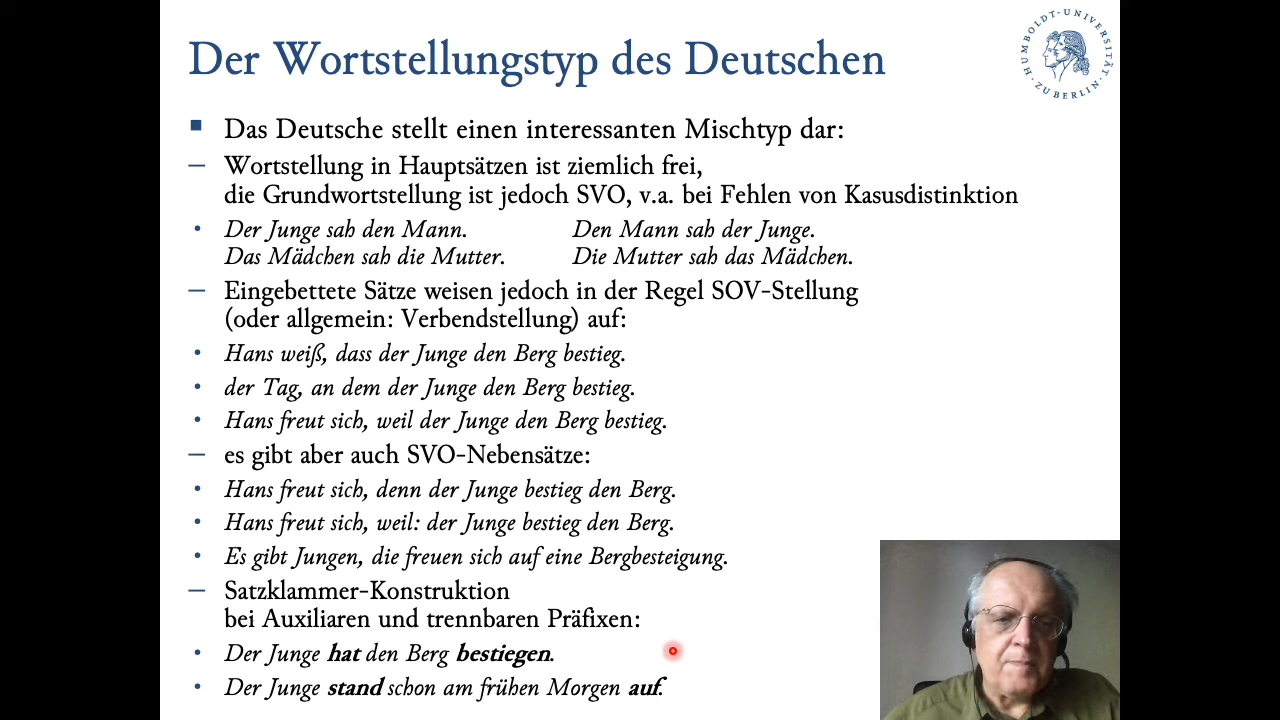 Der Wortstellungstyp des Deutschen
HUMBOLDT-UNIVERSITÄT ZU BERLIN
Das Deutsche stellt einen interessanten Mischtyp dar:
– Wortstellung in Hauptsätzen ist ziemlich frei,
die Grundwortstellung ist jedoch SVO, v.a. bei Fehlen von Kasusdistinktion
• Der Junge sah den Mann. Den Mann sah der Junge.
Das Mädchen sah die Mutter. Die Mutter sah das Mädchen.
– Eingebettete Sätze weisen jedoch in der Regel SOV-Stellung
(oder allgemein: Verbendstellung) auf:
• Hans weiß, dass der Junge den Berg bestieg.
• der Tag, an dem der Junge den Berg bestieg.
• Hans freut sich, weil der Junge den Berg bestieg.
– es gibt aber auch SVO-Nebensätze:
• Hans freut sich, denn der Junge bestieg den Berg.
• Hans freut sich, weil: der Junge bestieg den Berg.
• Es gibt Jungen, die freuen sich auf eine Bergbesteigung.
– Satzklammer-Konstruktion
bei Auxiliaren und trennbaren Präfixen:
• Der Junge hat den Berg bestiegen.
• Der Junge stand schon am frühen Morgen auf.